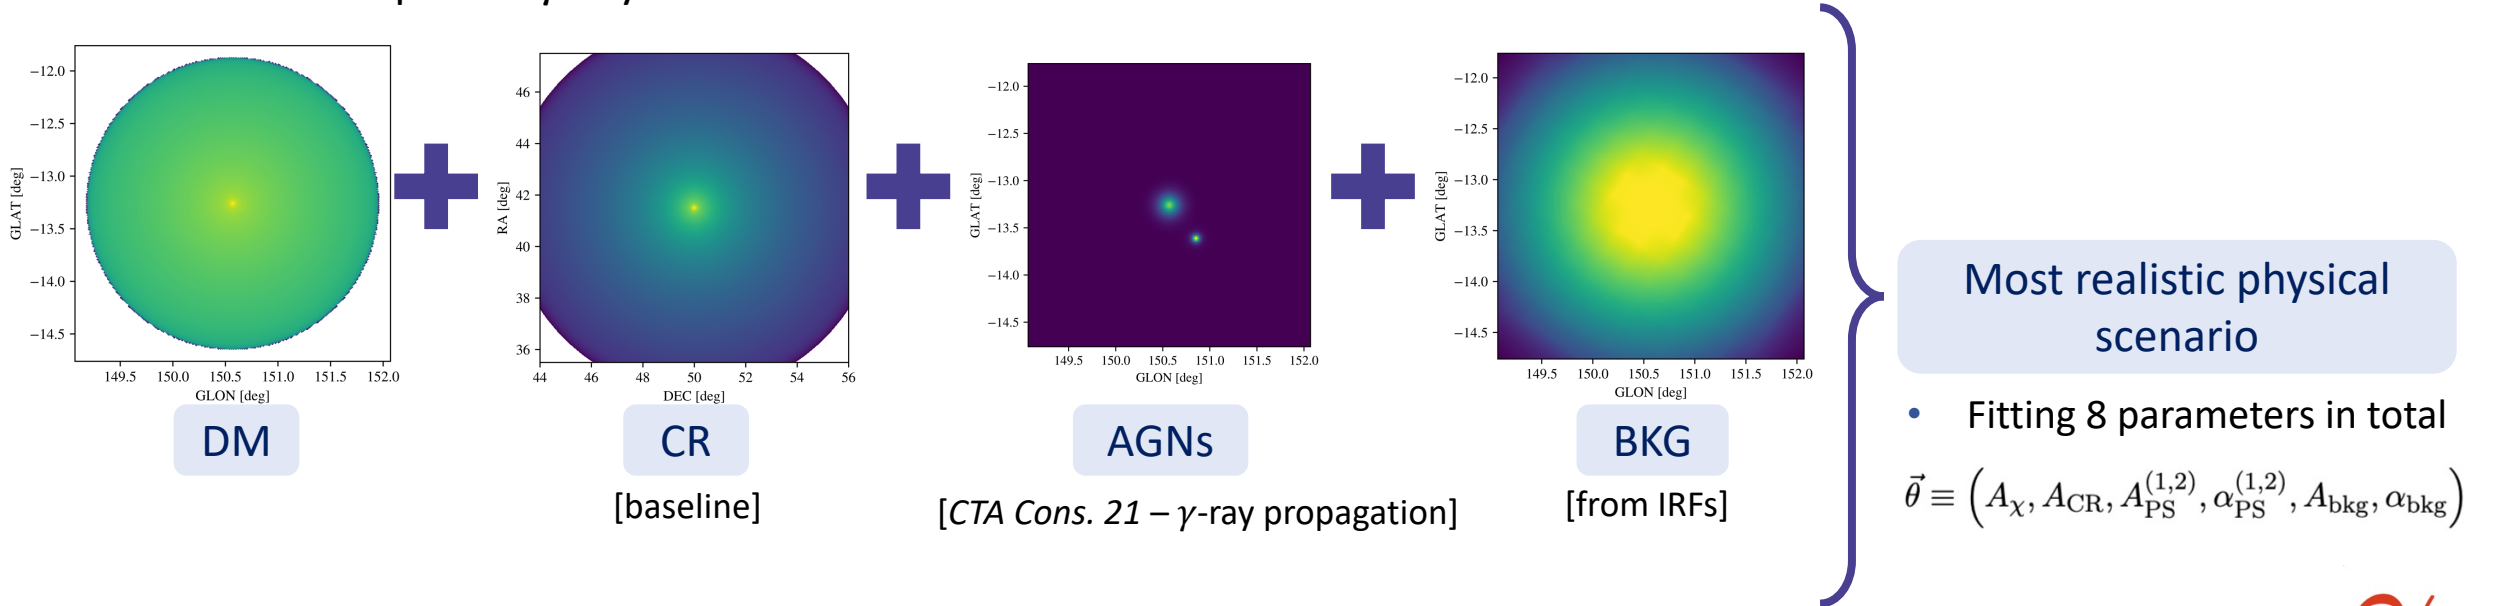 −12.0
−12.5
−13.0
−13.5
−14.0
−14.5
GLAT [deg]
149.5 150.0 150.5 151.0 151.5 152.0
GLON [deg]
DM
46
44
42
40
38
36
RA [deg]
44 46 48 50 52 54 56
DEC [deg]
CR
[baseline]
−12.0
−12.5
−13.0
−13.5
−14.0
−14.5
GLAT [deg]
149.5 150.0 150.5 151.0 151.5 152.0
GLON [deg]
AGNs
[CTA Cons. 21 – γ-ray propagation]
−12.0
−12.5
−13.0
−13.5
−14.0
−14.5
GLAT [deg]
149.5 150.0 150.5 151.0 151.5 152.0
GLON [deg]
BKG
[from IRFs]
Most realistic physical
scenario
• Fitting 8 parameters in total
θ⃗ ≡ (A_χ, A_CR, A_PS^(1,2), α_PS^(1,2), A_bkg, α_bkg)